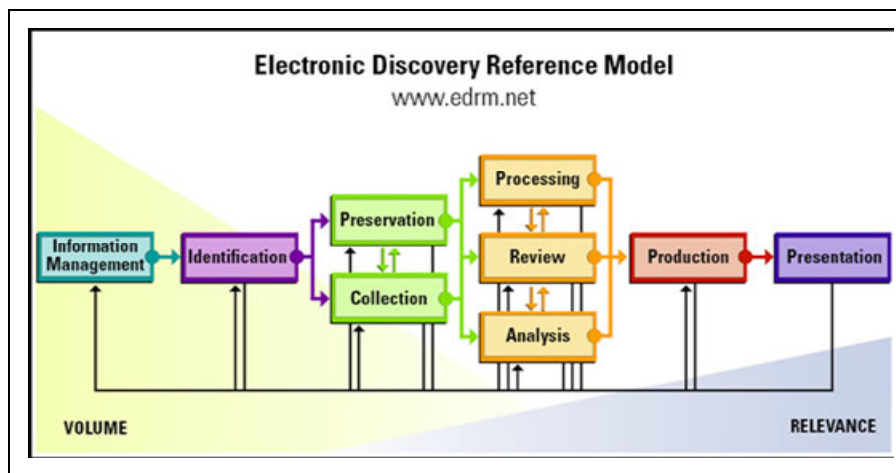 Electronic Discovery Reference Model
www.edrm.net
Processing
Preservation
Information
Management
Identification
Review
Production
Presentation
Collection
Analysis
VOLUME
RELEVANCE